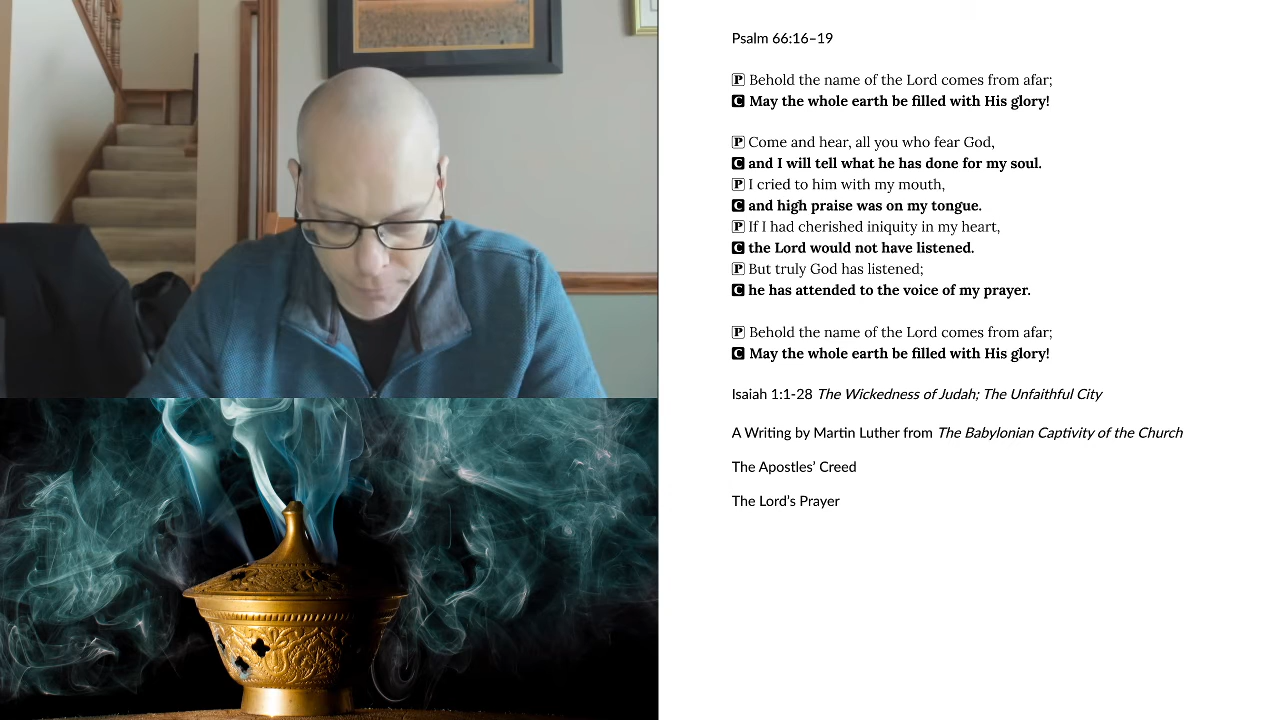 Psalm 66:16–19
P Behold the name of the Lord comes from afar;
C May the whole earth be filled with His glory!
P Come and hear, all you who fear God,
C and I will tell what he has done for my soul.
P I cried to him with my mouth,
C and high praise was on my tongue.
P If I had cherished iniquity in my heart,
C the Lord would not have listened.
P But truly God has listened;
C he has attended to the voice of my prayer.
P Behold the name of the Lord comes from afar;
C May the whole earth be filled with His glory!
Isaiah 1:1-28 The Wickedness of Judah; The Unfaithful City
A Writing by Martin Luther from The Babylonian Captivity of the Church
The Apostles’ Creed
The Lord’s Prayer